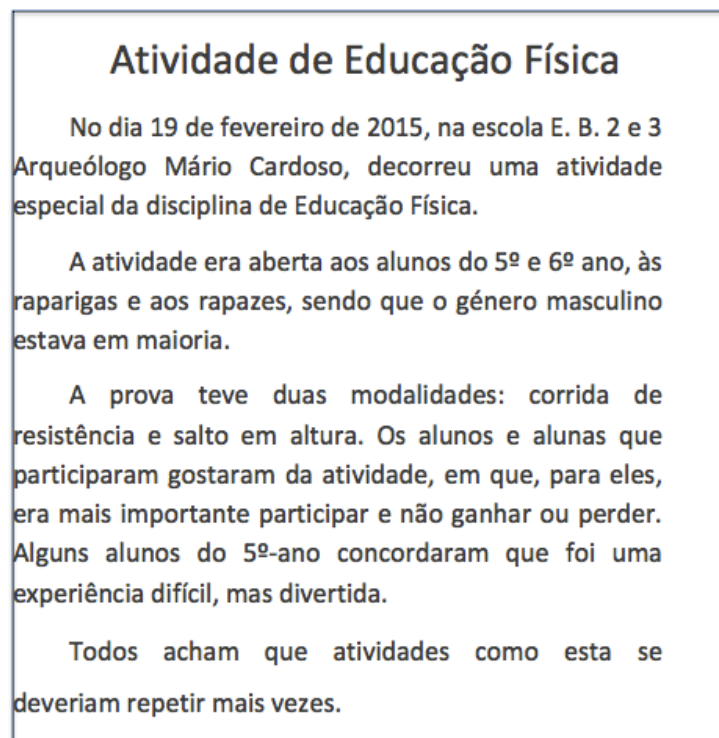 Atividade de Educação Física
No dia 19 de fevereiro de 2015, na escola E. B. 2 e 3
Arqueólogo Mário Cardoso, decorreu uma atividade
especial da disciplina de Educação Física.
A atividade era aberta aos alunos do 5º e 6º ano, às
raparigas e aos rapazes, sendo que o género masculino
estava em maioria.
A prova teve duas modalidades: corrida de
resistência e salto em altura. Os alunos e alunas que
participaram gostaram da atividade, em que, para eles,
era mais importante participar e não ganhar ou perder.
Alguns alunos do 5º-ano concordaram que foi uma
experiência difícil, mas divertida.
Todos acham que atividades como esta se
deveriam repetir mais vezes.